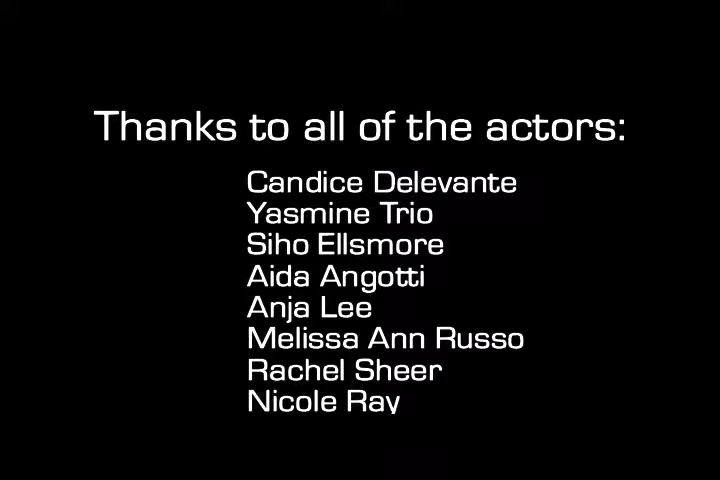 Thanks to all of the actors:
Candice Delevante
Yasmine Trio
Siho Ellsmore
Aida Angotti
Anja Lee
Melissa Ann Russo
Rachel Sheer
Nicole Ray